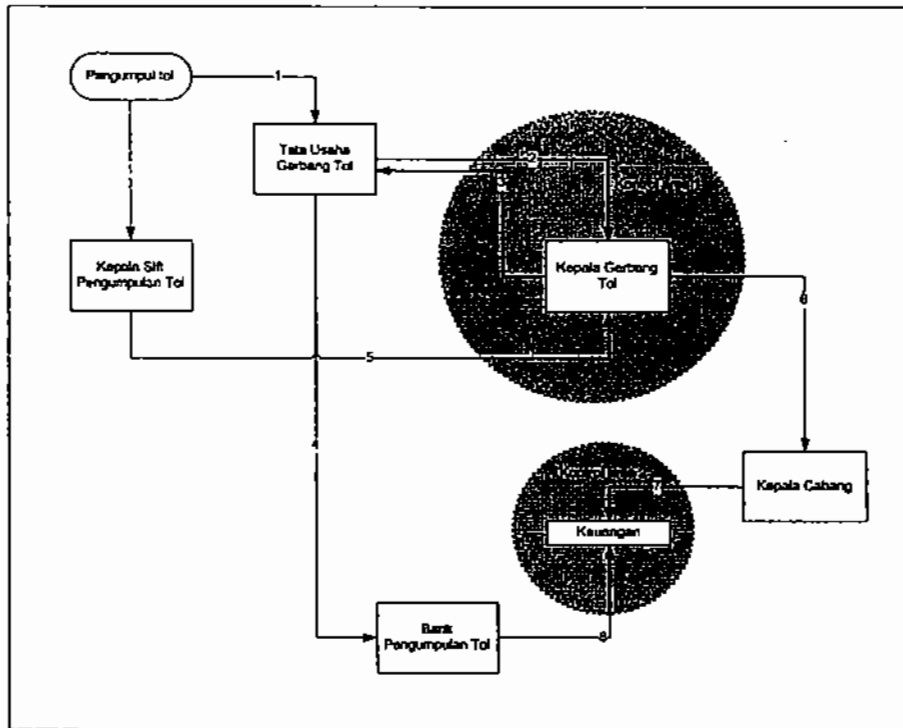 Pengumpul tol
1
Tata Usaha
Gerbang Tol
2
3
Kepala Sift
Pengumpulan Tol
Kepala Gerbang
Tol
6
5
4
Kepala Cabang
7
Keuangan
Bank
Pengumpulan Tol
8